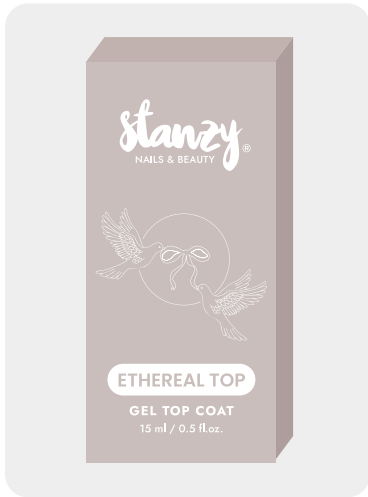 stanzy®
NAILS & BEAUTY
ETHEREAL TOP
GEL TOP COAT
15 ml / 0.5 fl.oz.